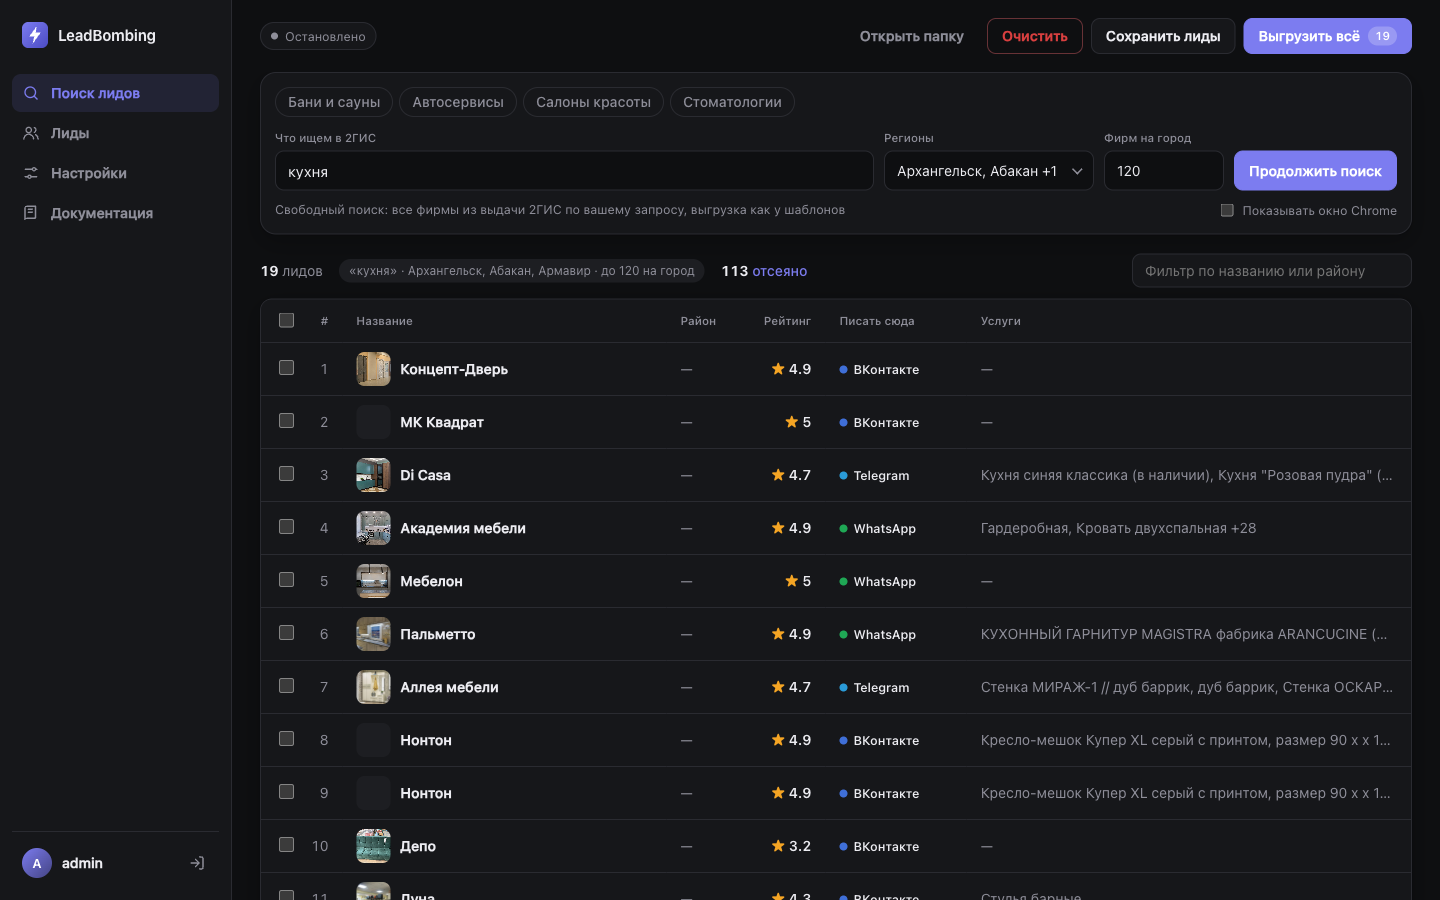 LeadBombing
Поиск лидов
Лиды
Настройки
Документация
A admin
Остановлено
Открыть папку
Очистить
Сохранить лиды
Выгрузить всё 19
Бани и сауны
Автосервисы
Салоны красоты
Стоматологии
Что ищем в 2ГИС
кухня
Регионы
Архангельск, Абакан +1
Фирм на город
120
Продолжить поиск
Свободный поиск: все фирмы из выдачи 2ГИС по вашему запросу, выгрузка как у шаблонов
Показывать окно Chrome
19 лидов
«кухня» · Архангельск, Абакан, Армавир · до 120 на город
113 отсеяно
Фильтр по названию или району
# Название Район Рейтинг Писать сюда Услуги
1 Концепт-Дверь — 4.9 ВКонтакте —
2 МК Квадрат — 5 ВКонтакте —
3 Di Casa — 4.7 Telegram Кухня синяя классика (в наличии), Кухня "Розовая пудра" (...
4 Академия мебели — 4.9 WhatsApp Гардеробная, Кровать двухспальная +28
5 Мебелон — 5 WhatsApp —
6 Пальметто — 4.9 WhatsApp КУХОННЫЙ ГАРНИТУР MAGISTRA фабрика ARANCUCINE (...
7 Аллея мебели — 4.7 Telegram Стенка МИРАЖ-1 // дуб баррик, дуб баррик, Стенка ОСКАР...
8 Нонтон — 4.9 ВКонтакте Кресло-мешок Купер XL серый с принтом, размер 90 х х 1...
9 Нонтон — 4.9 ВКонтакте Кресло-мешок Купер XL серый с принтом, размер 90 х х 1...
10 Депо — 3.2 ВКонтакте —
11 Луна — 4.3 ВКонтакте Стулья барные